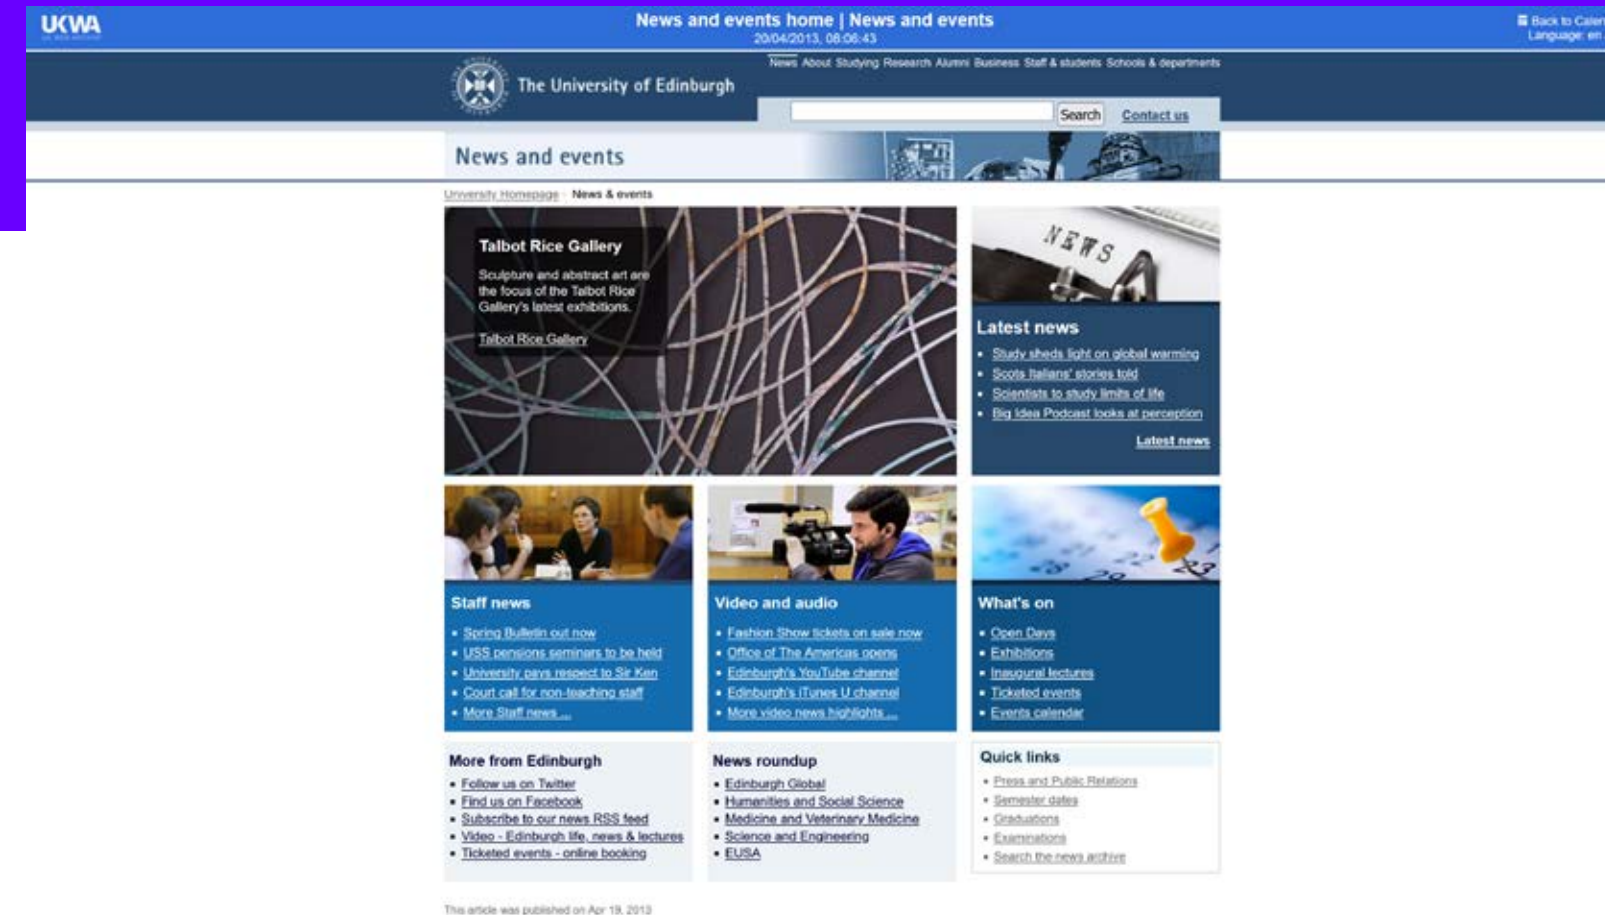 UKWA
News and events home | News and events
20/04/2013, 08:06:43
Back to Calen
Language: en
The University of Edinburgh
News About Studying Research Alumni Business Staff & students Schools & departments
Search Contact us
News and events
University Homepage News & events
Talbot Rice Gallery
Sculpture and abstract art are
the focus of the Talbot Rice
Gallery's latest exhibitions.
Talbot Rice Gallery
NEWS
Latest news
Study sheds light on global warming
Scots Italians' stories told
Scientists to study limits of life
Big Idea Podcast looks at perception
Latest news
Staff news
Spring Bulletin out now
USS pensions seminars to be held
University pays respect to Sir Ken
Court call for non-teaching staff
More Staff news ...
Video and audio
Fashion Show tickets on sale now
Office of The Americas opens
Edinburgh's YouTube channel
Edinburgh's iTunes U channel
More video news highlights ...
22
23
29
What's on
Open Days
Exhibitions
Inaugural lectures
Ticketed events
Events calendar
More from Edinburgh
Follow us on Twitter
Find us on Facebook
Subscribe to our news RSS feed
Video - Edinburgh life, news & lectures
Ticketed events - online booking
News roundup
Edinburgh Global
Humanities and Social Science
Medicine and Veterinary Medicine
Science and Engineering
EUSA
Quick links
Press and Public Relations
Semester dates
Graduations
Examinations
Search the news archive
This article was published on Apr 19, 2013